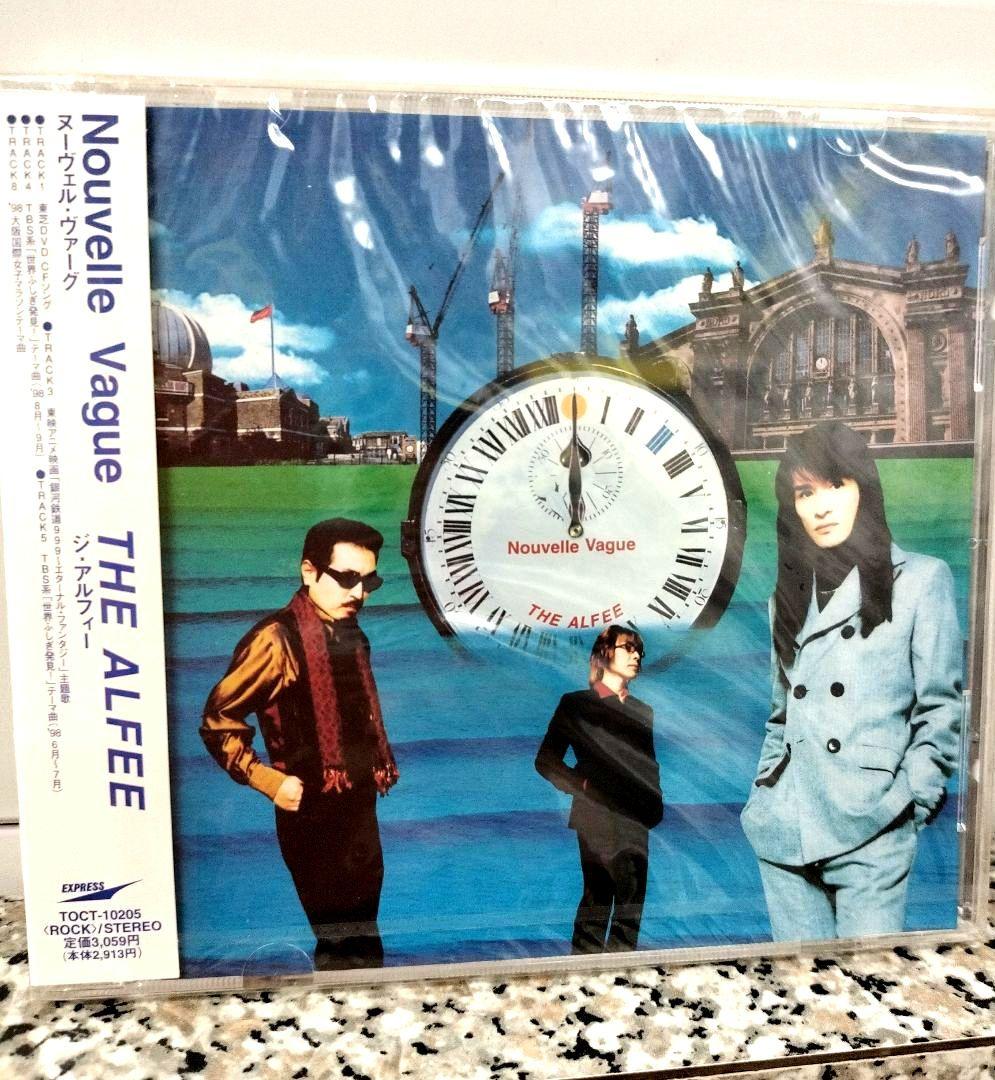 Nouvelle Vague THE ALFEE
ヌーヴェル・ヴァーグ ジ・アルフィー
●TRACK1 東芝DVD CFソング ●TRACK3 東映アニメ映画「銀河鉄道999～エターナル・ファンタジー」主題歌
●TRACK4 TBS系「世界ふしぎ発見!」テーマ曲('98 8月～9月) ●TRACK5 TBS系「世界ふしぎ発見!」テーマ曲('98 6月～7月)
●TRACK8 '98大阪国際女子マラソンテーマ曲
EXPRESS
TOCT-10205
〈ROCK〉/STEREO
定価3,059円
(本体2,913円)
NORD
Nouvelle Vague
THE ALFEE